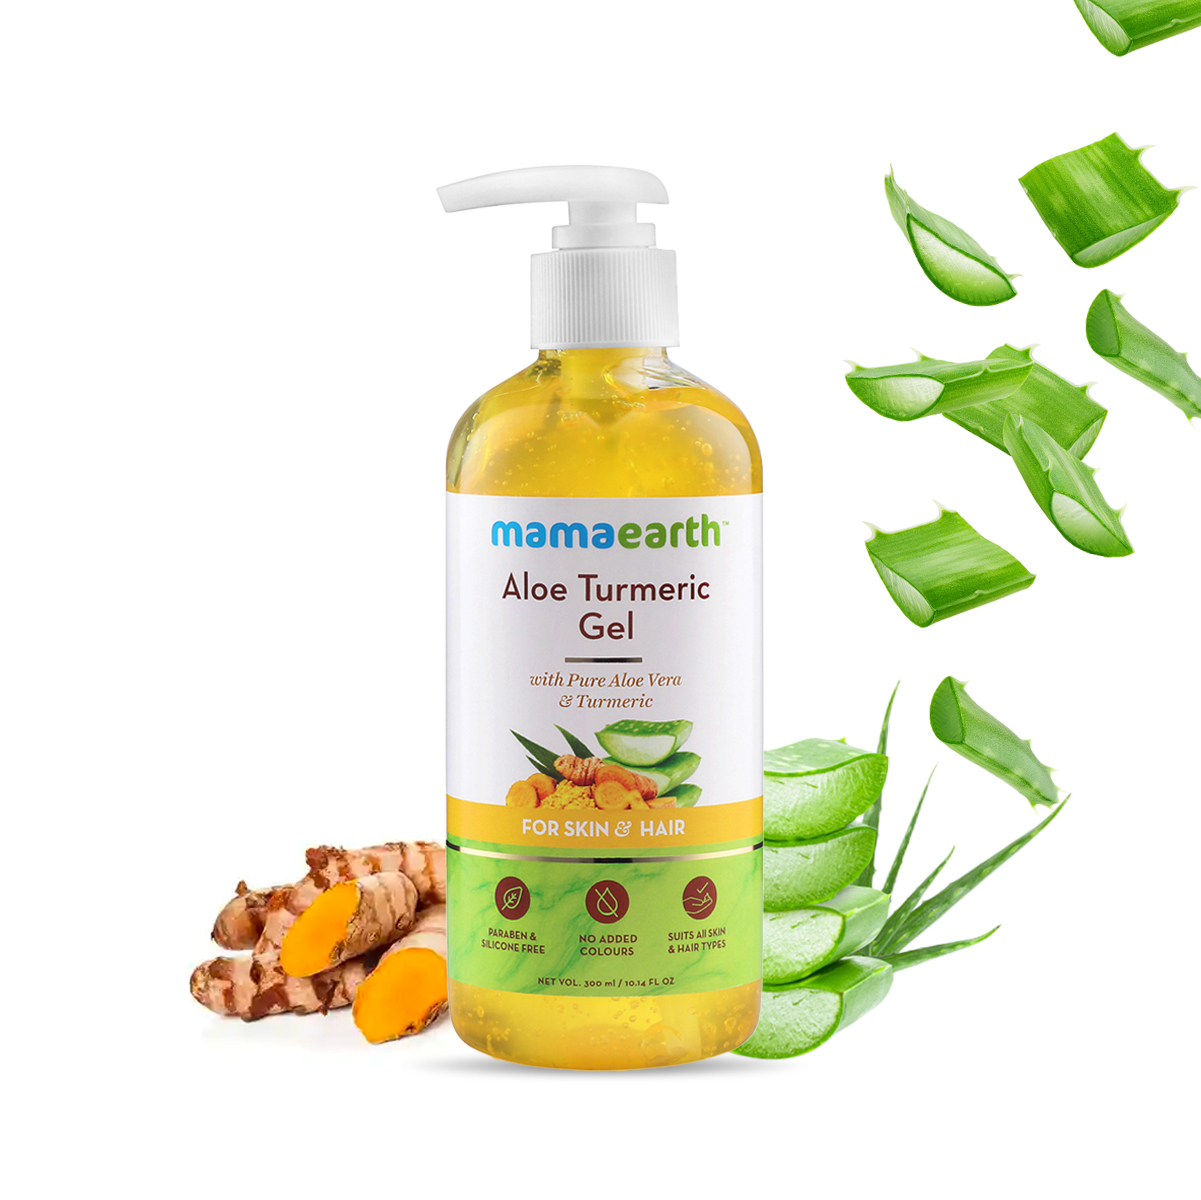 mamaearth™
Aloe Turmeric
Gel
with Pure Aloe Vera
& Turmeric
FOR SKIN & HAIR
PARABEN &
SILICONE FREE
NO ADDED
COLOURS
SUITS All SKIN
& HAIR TYPES
NET VOL. 300 ml / 10.14 FL OZ